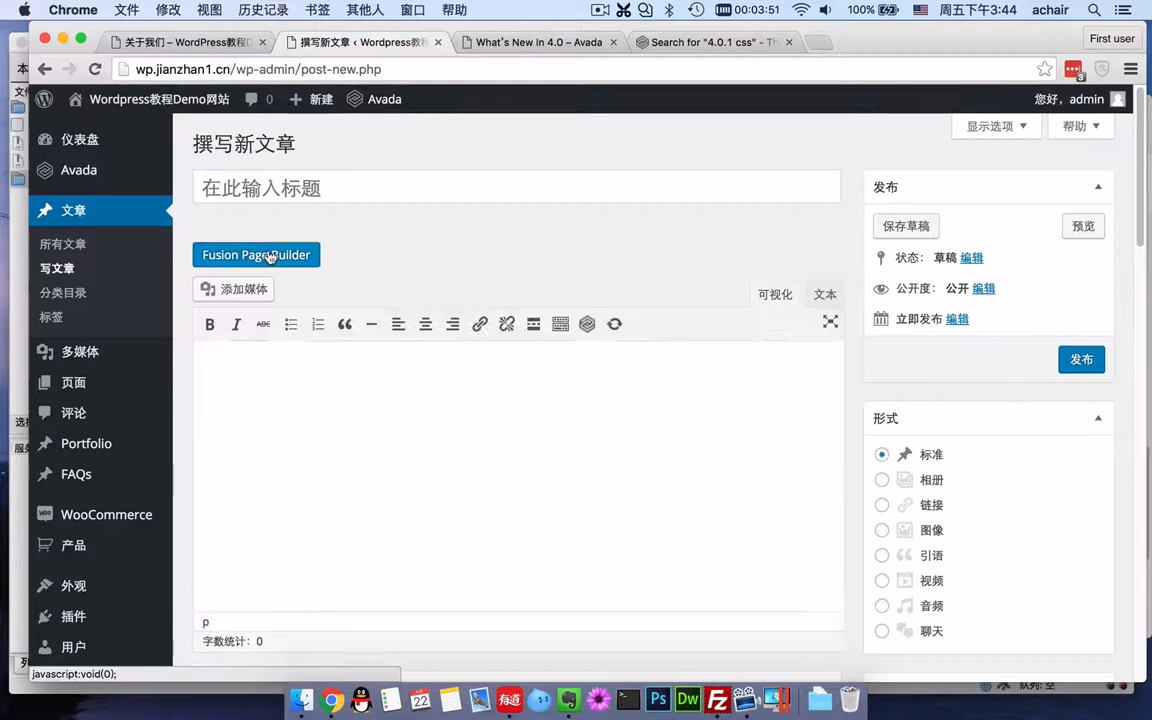 Chrome 文件 修改 视图 历史记录 书签 其他人 窗口 帮助 00:03:51 100% 周五下午3:44 achair
关于我们 – WordPress教程D 撰写新文章 ‹ Wordpress教 What's New In 4.0 – Avada Search for "4.0.1 css" - Th First user
wp.jianzhan1.cn/wp-admin/post-new.php 3
Wordpress教程Demo网站 0 新建 Avada 您好，admin
显示选项 帮助
仪表盘
Avada
文章
所有文章
写文章
分类目录
标签
多媒体
页面
评论
Portfolio
FAQs
WooCommerce
产品
外观
插件
用户
撰写新文章
在此输入标题
Fusion Page Builder
添加媒体
可视化 文本
B I ABC
p
字数统计：0
发布
保存草稿 预览
状态：草稿 编辑
公开度：公开 编辑
立即发布 编辑
发布
形式
标准
相册
链接
图像
引语
视频
音频
聊天
javascript:void(0);
队列: 空
22 有道 Ps Dw Fz